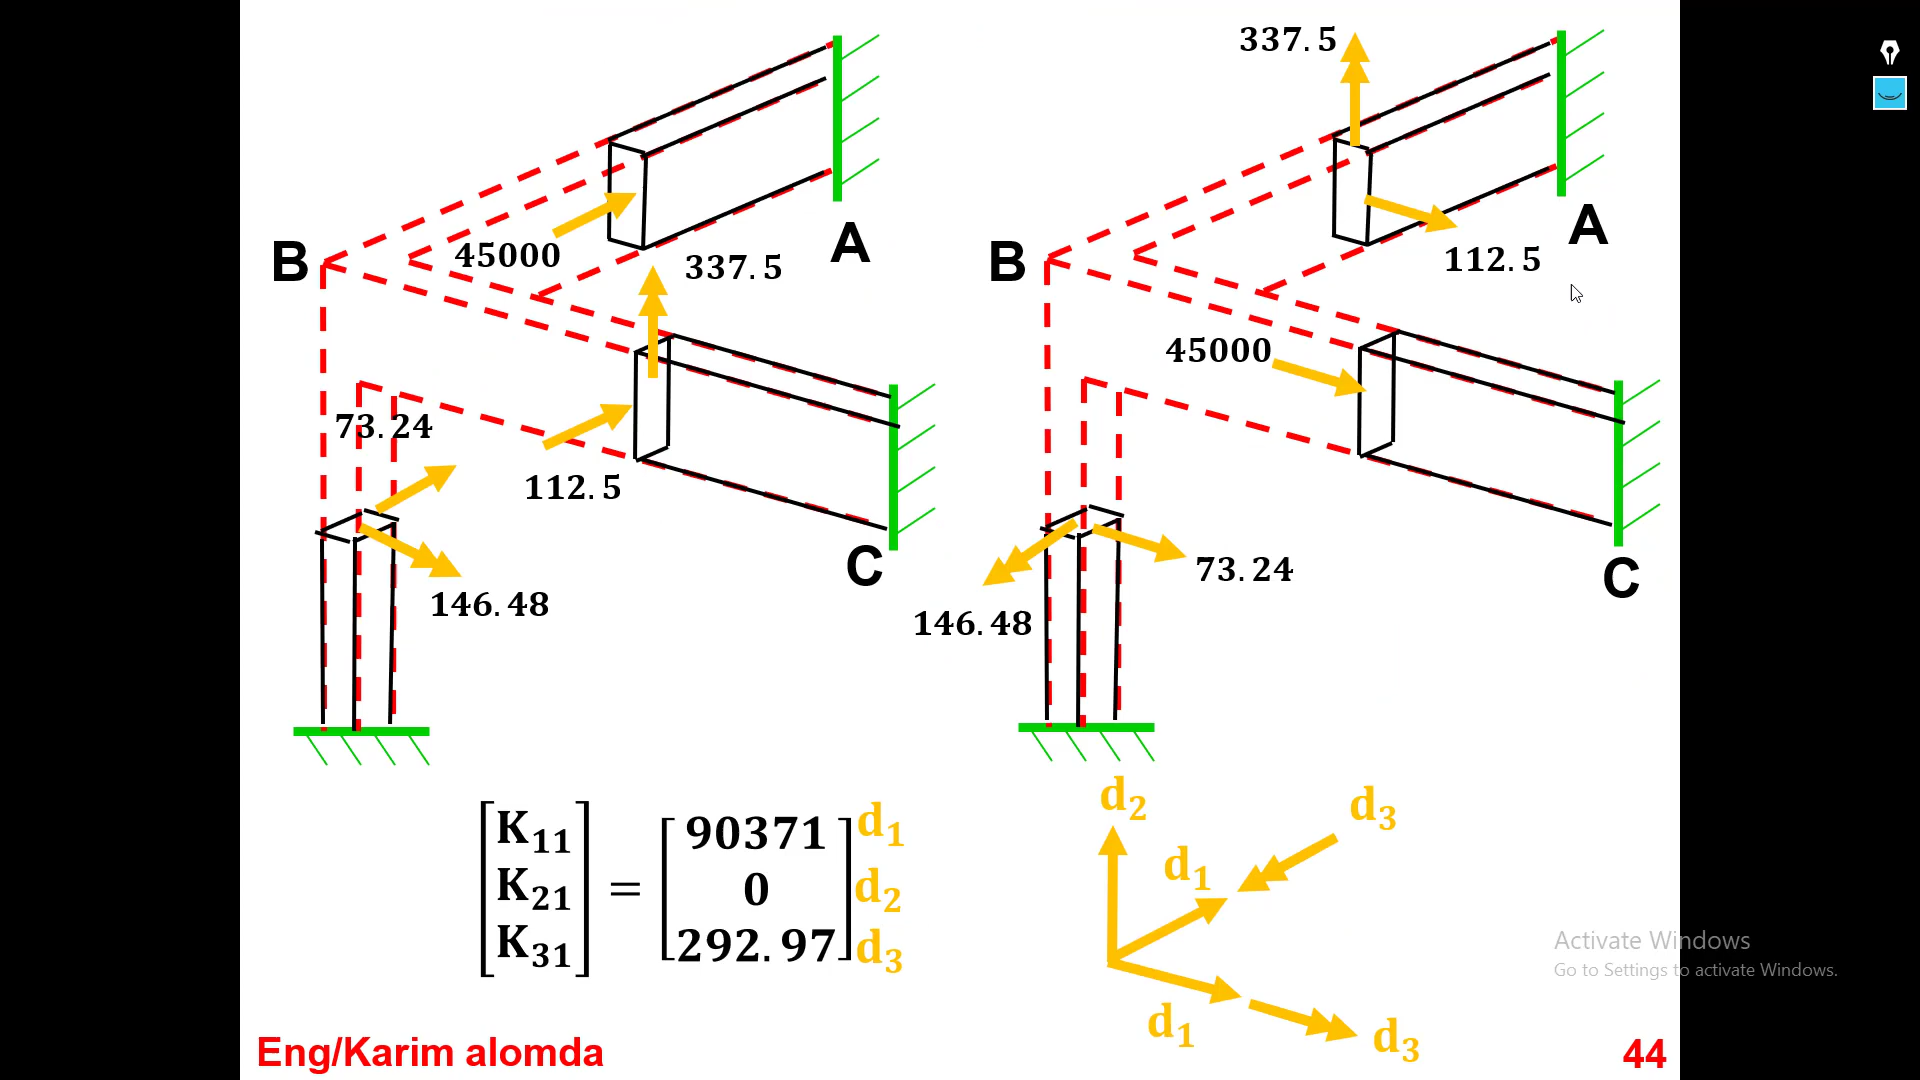 337.5
337.5
45000
112.5
B
A
B
A
337.5
45000
73.24
112.5
C
C
146.48
73.24
146.48
d2
d3
d1
d1
d3
[K11 K21 K31] = [90371 0 292.97] d1 d2 d3
Activate Windows
Go to Settings to activate Windows.
Eng/Karim alomda
44